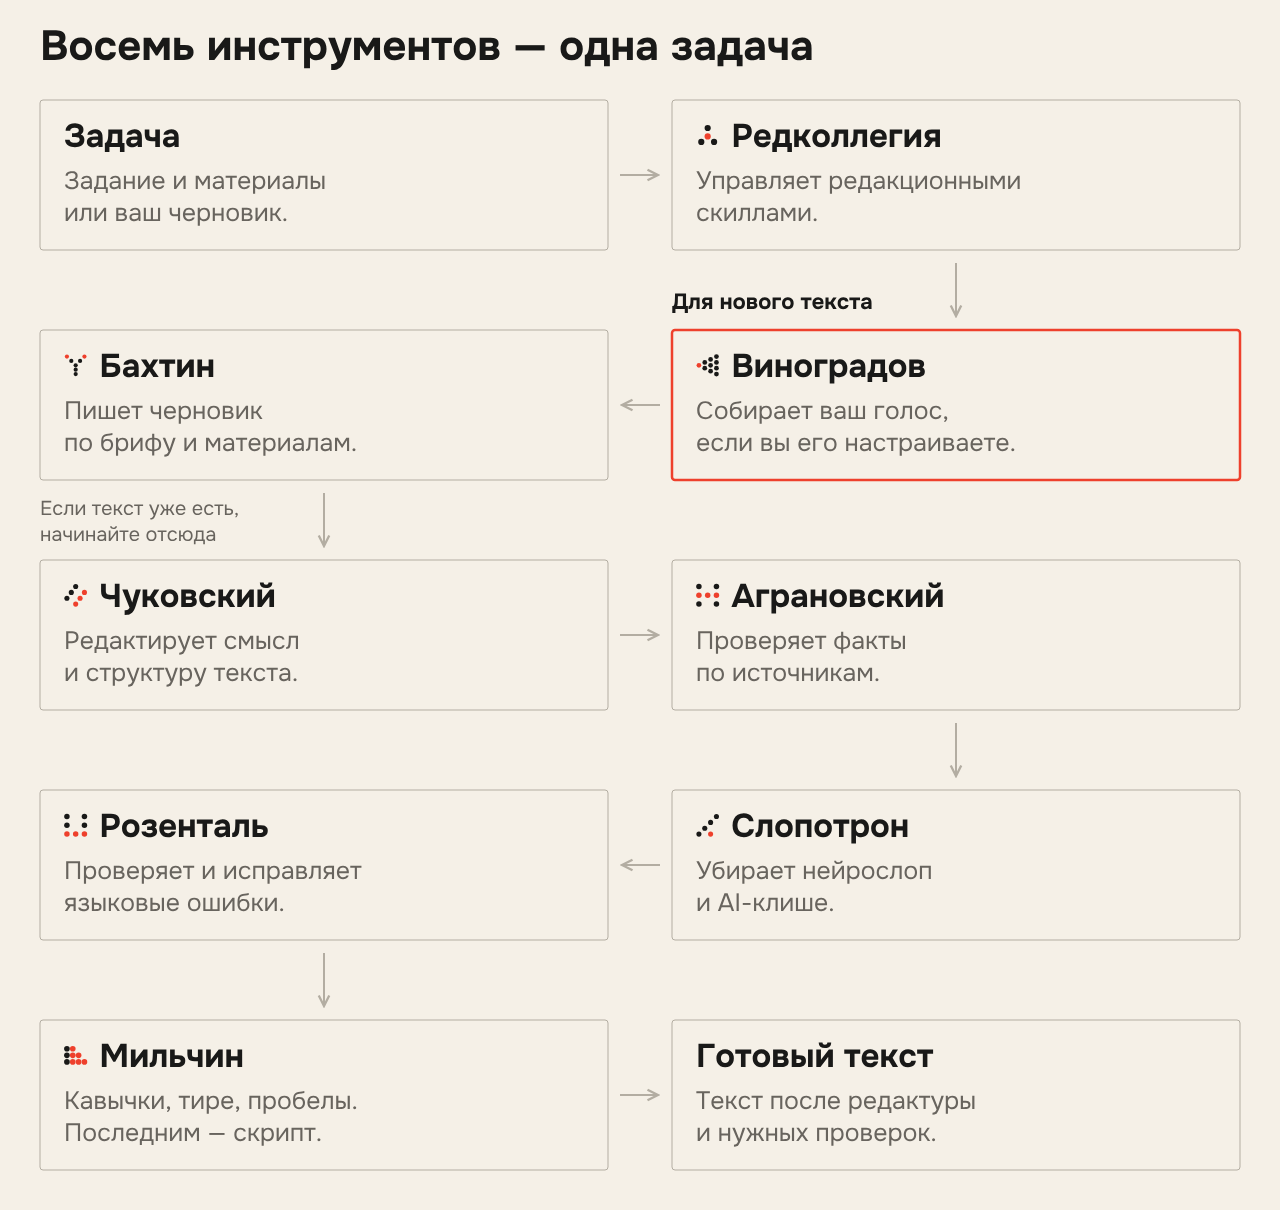 Восемь инструментов — одна задача
Задача
Задание и материалы
или ваш черновик.
Редколлегия
Управляет редакционными
скиллами.
Для нового текста
Виноградов
Собирает ваш голос,
если вы его настраиваете.
Бахтин
Пишет черновик
по брифу и материалам.
Если текст уже есть,
начинайте отсюда
Чуковский
Редактирует смысл
и структуру текста.
Аграновский
Проверяет факты
по источникам.
Слопотрон
Убирает нейрослоп
и AI-клише.
Розенталь
Проверяет и исправляет
языковые ошибки.
Мильчин
Кавычки, тире, пробелы.
Последним — скрипт.
Готовый текст
Текст после редактуры
и нужных проверок.